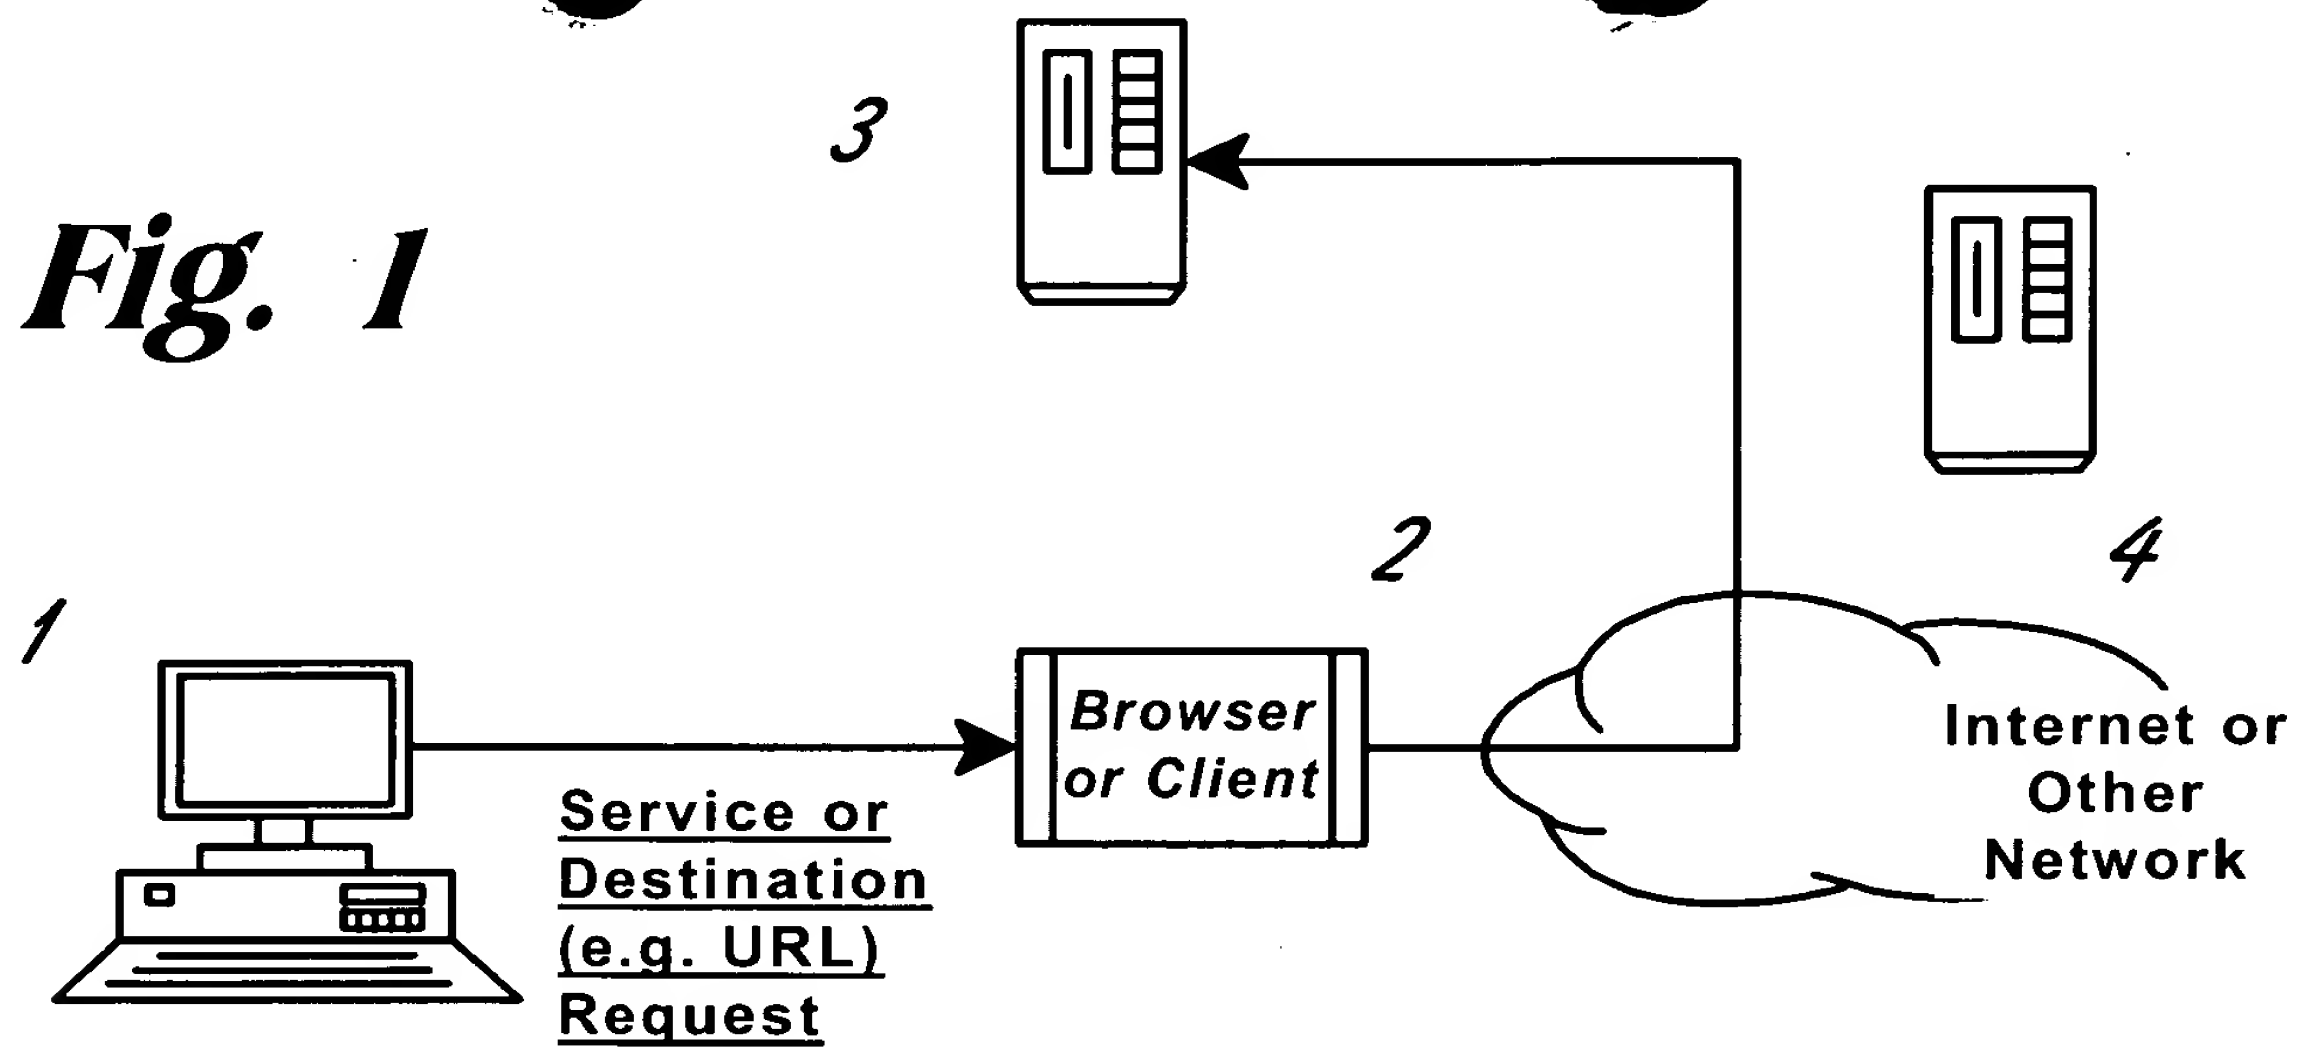 3
Fig. 1
2
4
1
Browser
or Client
Internet or
Other
Network
Service or
Destination
(e.g. URL)
Request